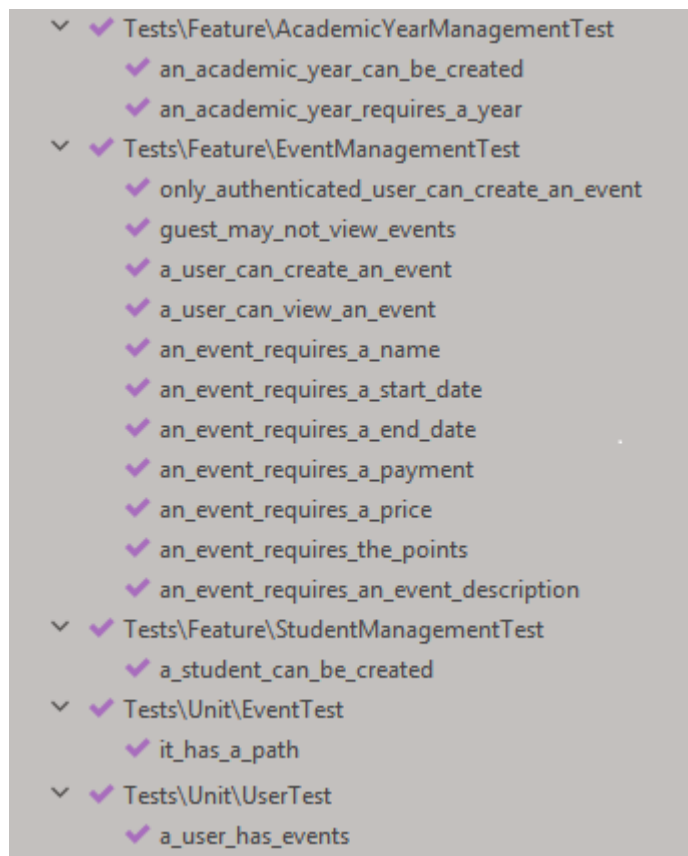 Tests\Feature\AcademicYearManagementTest
an_academic_year_can_be_created
an_academic_year_requires_a_year
Tests\Feature\EventManagementTest
only_authenticated_user_can_create_an_event
guest_may_not_view_events
a_user_can_create_an_event
a_user_can_view_an_event
an_event_requires_a_name
an_event_requires_a_start_date
an_event_requires_a_end_date
an_event_requires_a_payment
an_event_requires_a_price
an_event_requires_the_points
an_event_requires_an_event_description
Tests\Feature\StudentManagementTest
a_student_can_be_created
Tests\Unit\EventTest
it_has_a_path
Tests\Unit\UserTest
a_user_has_events